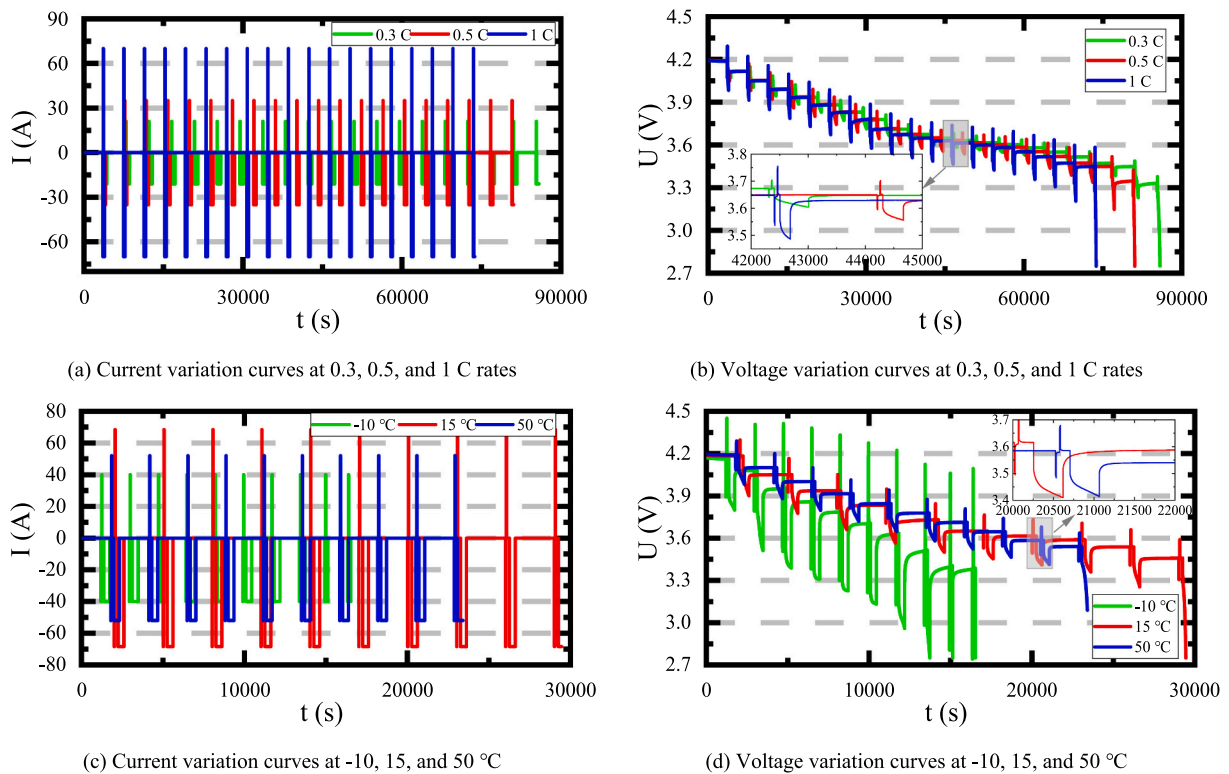 0.3 C 0.5 C 1 C
90
60
30
0
-30
-60
I (A)
0 30000 60000 90000
t (s)
(a) Current variation curves at 0.3, 0.5, and 1 C rates
4.5
4.2
3.9
3.6
3.3
3.0
2.7
U (V)
0.3 C
0.5 C
1 C
3.8
3.7
3.6
3.5
42000 43000 44000 45000
0 30000 60000 90000
t (s)
(b) Voltage variation curves at 0.3, 0.5, and 1 C rates
-10 °C 15 °C 50 °C
80
60
40
20
0
-20
-40
-60
-80
I (A)
0 10000 20000 30000
t (s)
(c) Current variation curves at -10, 15, and 50 °C
4.5
4.2
3.9
3.6
3.3
3.0
2.7
U (V)
3.7
3.6
3.5
3.4
20000 20500 21000 22000
-10 °C
15 °C
50 °C
0 10000 20000 30000
t (s)
(d) Voltage variation curves at -10, 15, and 50 °C